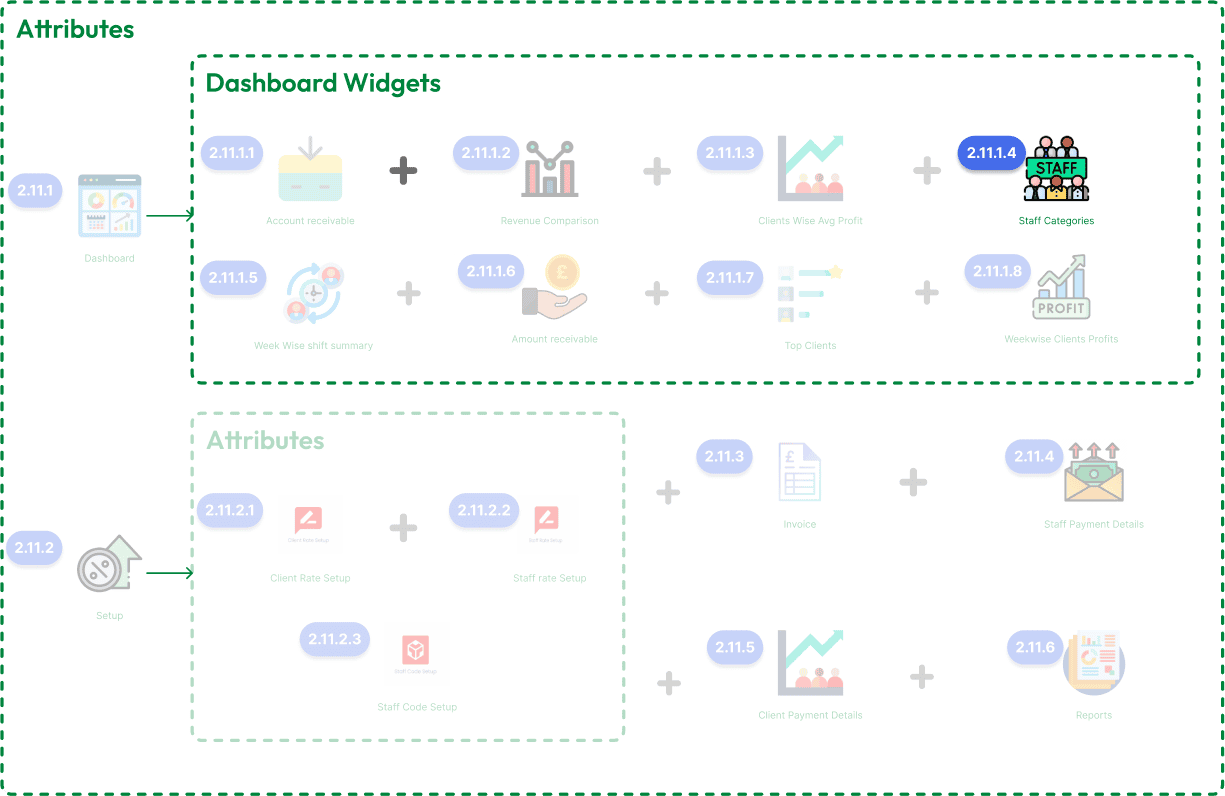 Attributes
Dashboard Widgets
2.11.1.1
2.11.1.2
2.11.1.3
2.11.1.4
STAFF
2.11.1
Account receivable
Revenue Comparison
Clients Wise Avg Profit
Staff Categories
Dashboard
2.11.1.5
2.11.1.6
£
2.11.1.7
2.11.1.8
PROFIT
Week Wise shift summary
Amount receivable
Top Clients
Weekwise Clients Profits
Attributes
2.11.3
£
2.11.4
2.11.2.1
2.11.2.2
Invoice
Staff Payment Details
Client Rate Setup
Staff Rate Setup
2.11.2
%
Client Rate Setup
Staff rate Setup
Setup
2.11.2.3
2.11.5
2.11.6
Staff Code Setup
Staff Code Setup
Client Payment Details
Reports